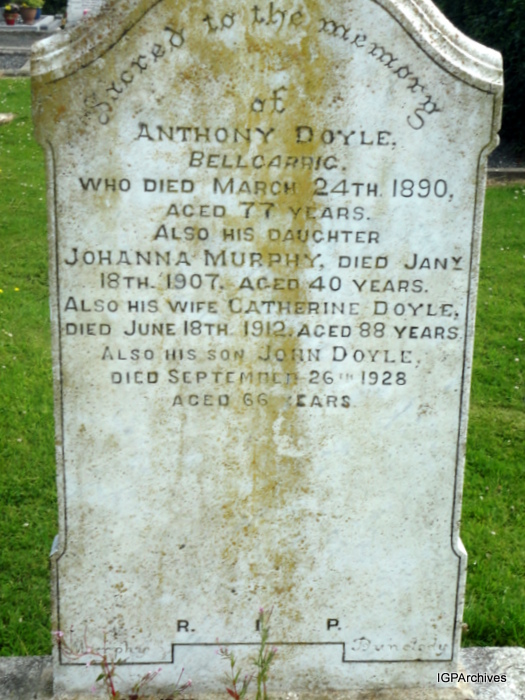 Sacred to the memory
of
ANTHONY DOYLE,
BELLCARRIG,
WHO DIED MARCH 24TH 1890,
AGED 77 YEARS.
ALSO HIS DAUGHTER
JOHANNA MURPHY, DIED JANY
18TH. 1907. AGED 40 YEARS.
ALSO HIS WIFE CATHERINE DOYLE,
DIED JUNE 18TH. 1912. AGED 88 YEARS.
ALSO HIS SON JOHN DOYLE,
DIED SEPTEMBER 26TH 1928
AGED 66 YEARS
R. I. P.
IGPArchives